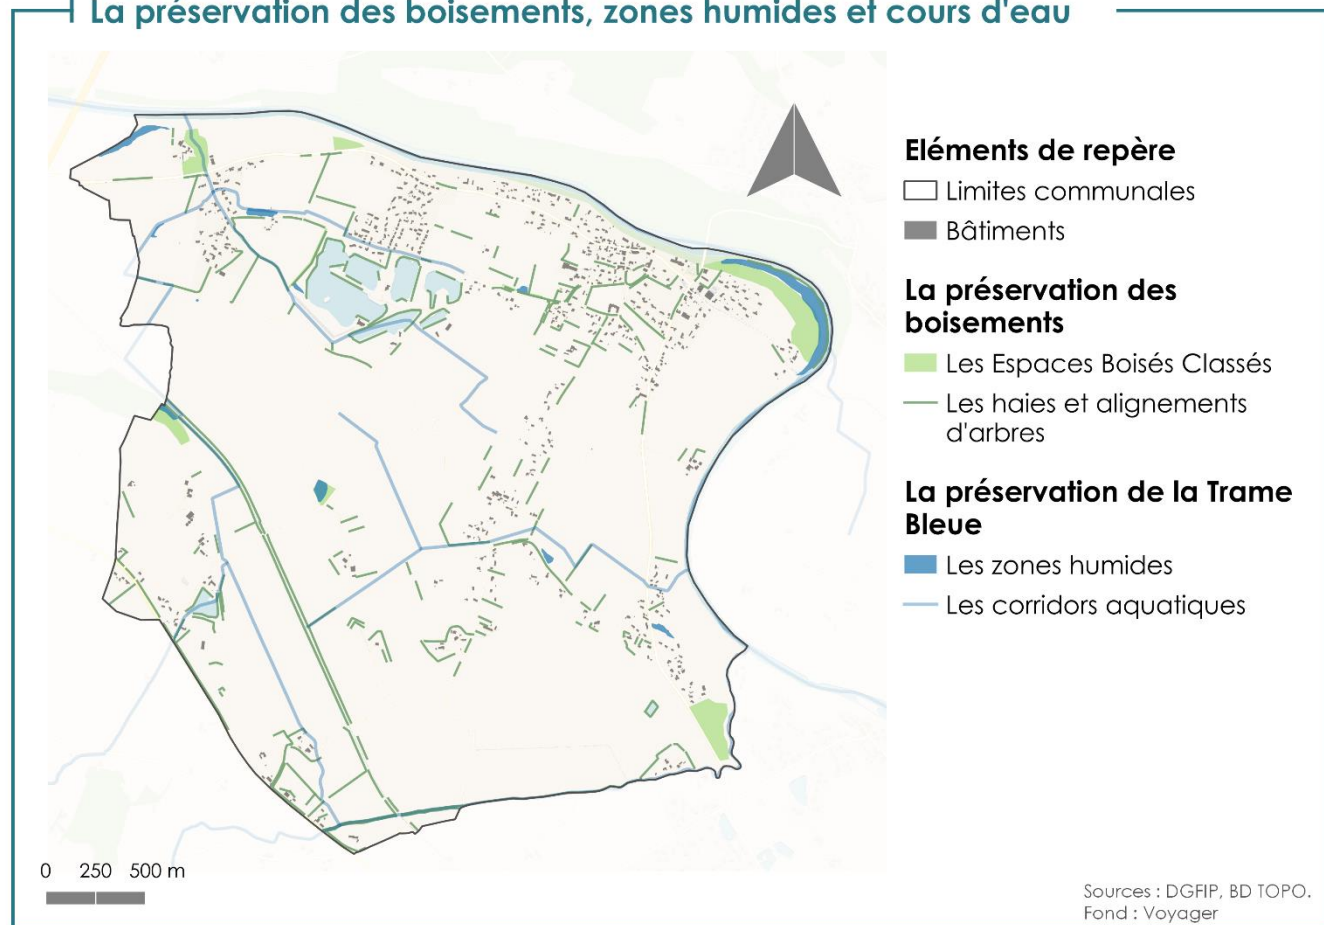 La préservation des boisements, zones humides et cours d'eau
Eléments de repère
Limites communales
Bâtiments
La préservation des
boisements
Les Espaces Boisés Classés
Les haies et alignements
d'arbres
La préservation de la Trame
Bleue
Les zones humides
Les corridors aquatiques
0 250 500 m
Sources : DGFIP, BD TOPO.
Fond : Voyager